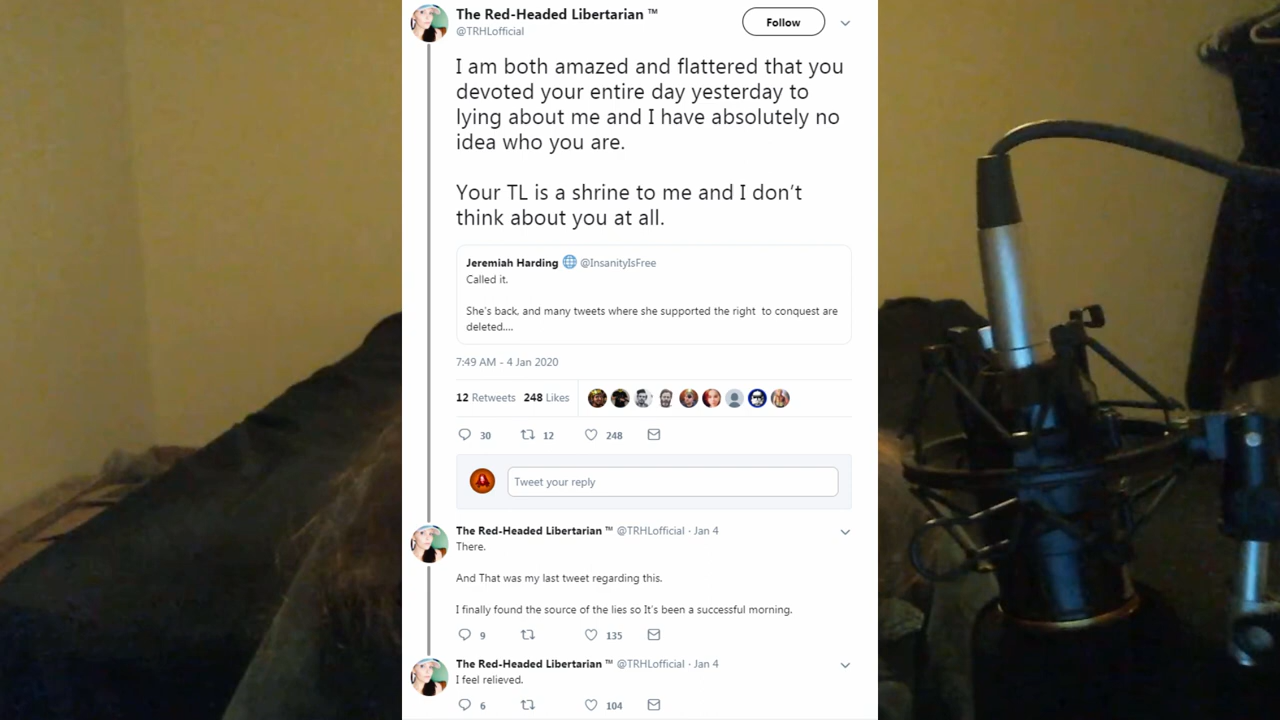 The Red-Headed Libertarian ™
@TRHLofficial
Follow
I am both amazed and flattered that you
devoted your entire day yesterday to
lying about me and I have absolutely no
idea who you are.
Your TL is a shrine to me and I don't
think about you at all.
Jeremiah Harding 🌐 @InsanityIsFree
Called it.
She's back, and many tweets where she supported the right to conquest are
deleted....
7:49 AM - 4 Jan 2020
12 Retweets 248 Likes
30 12 248
Tweet your reply
The Red-Headed Libertarian ™ @TRHLofficial · Jan 4
There.
And That was my last tweet regarding this.
I finally found the source of the lies so It's been a successful morning.
9 135
The Red-Headed Libertarian ™ @TRHLofficial · Jan 4
I feel relieved.
6 104